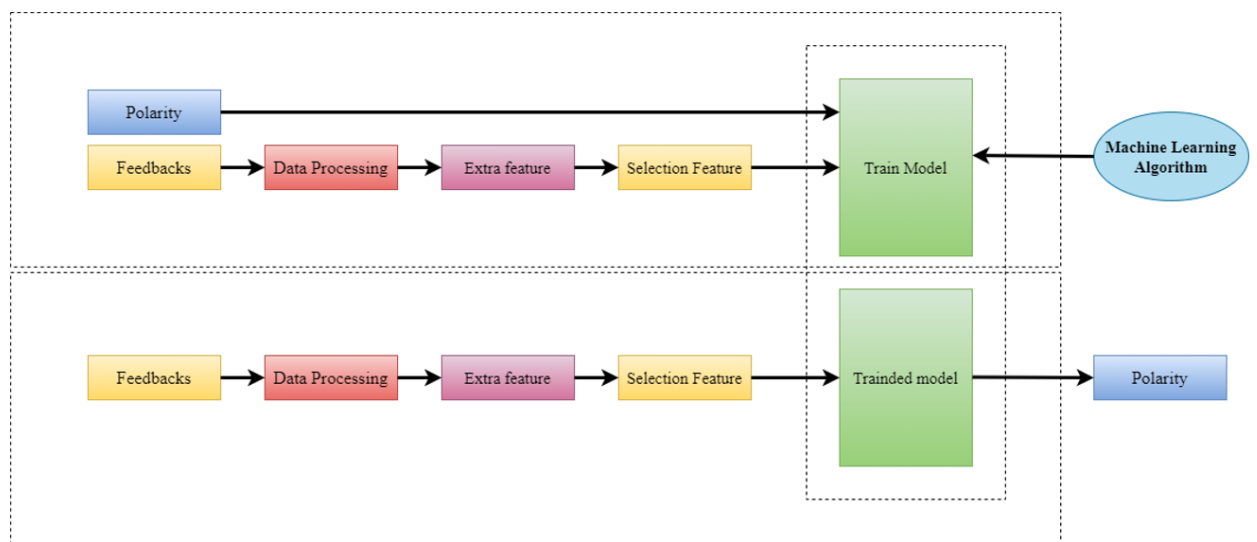 Polarity
Feedbacks
Data Processing
Extra feature
Selection Feature
Train Model
Machine Learning
Algorithm
Feedbacks
Data Processing
Extra feature
Selection Feature
Trainded model
Polarity